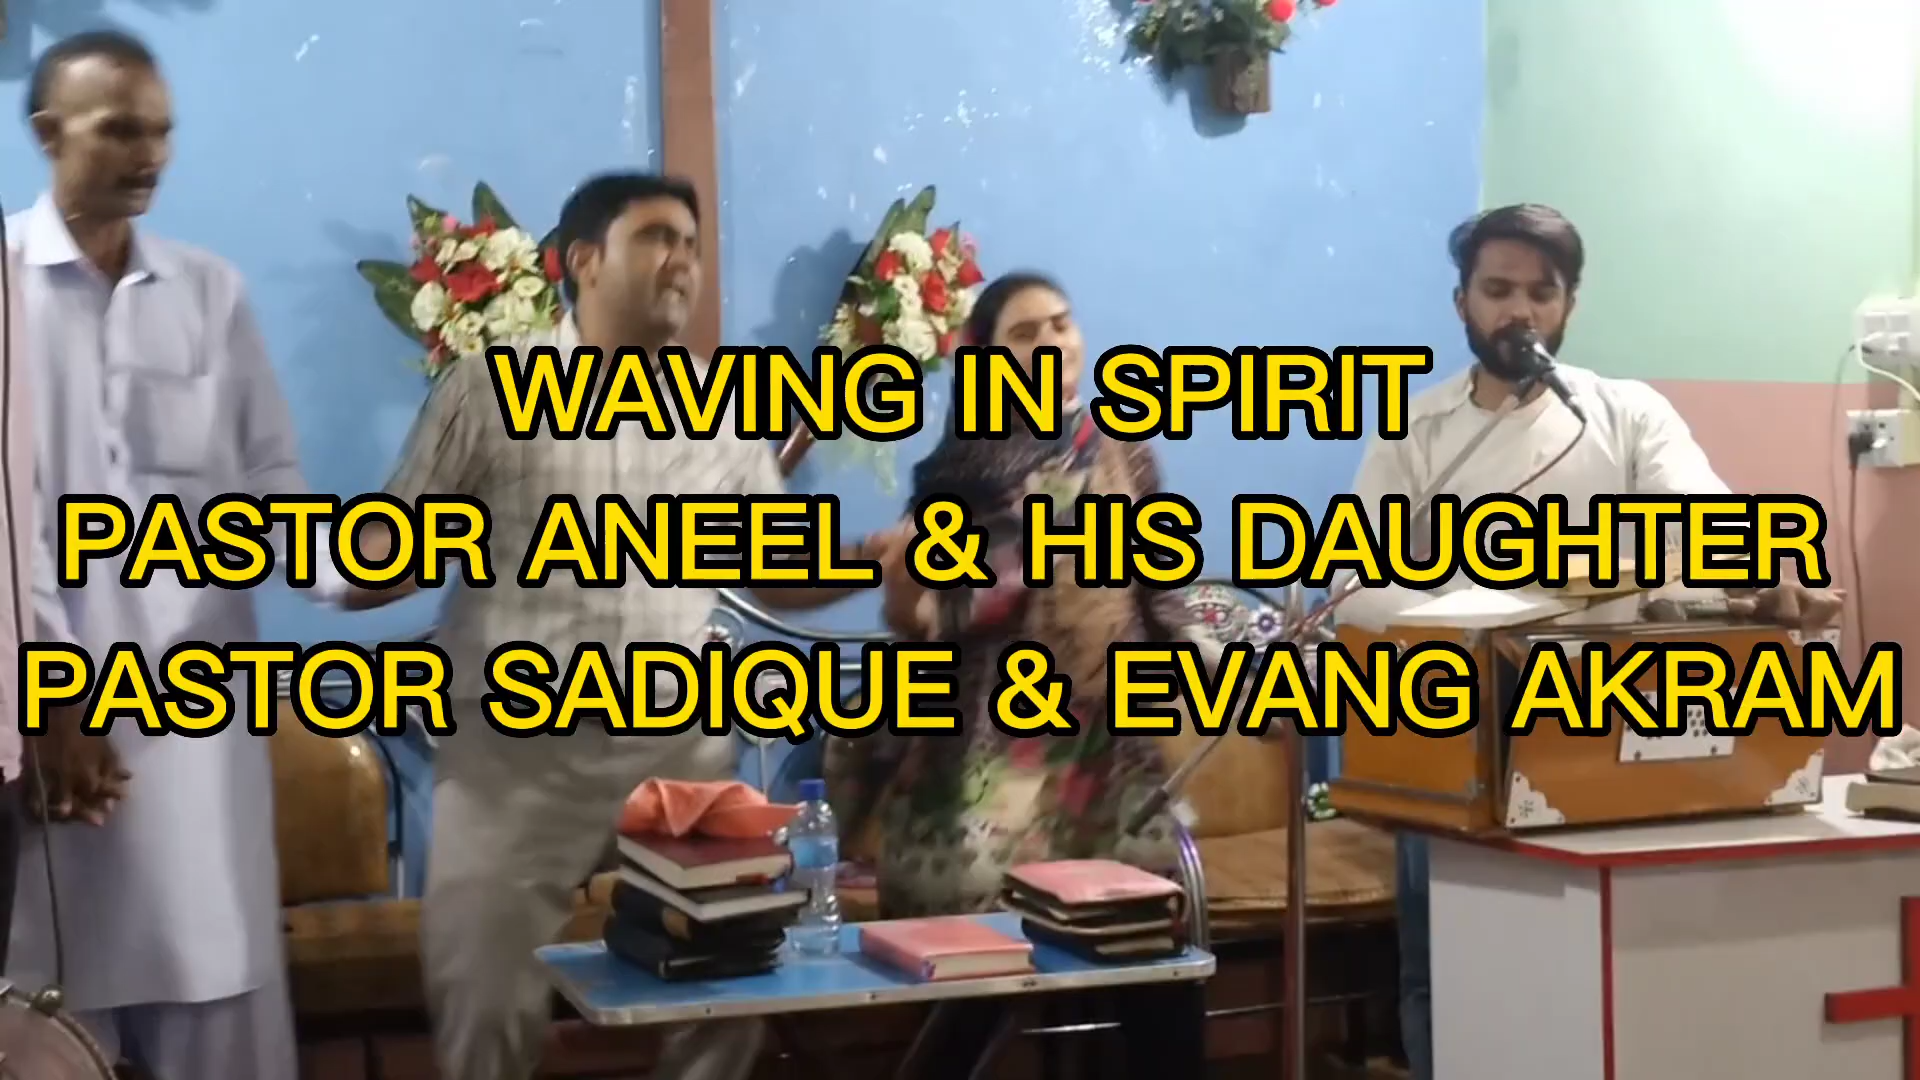 WAVING IN SPIRIT
PASTOR ANEEL & HIS DAUGHTER
PASTOR SADIQUE & EVANG AKRAM